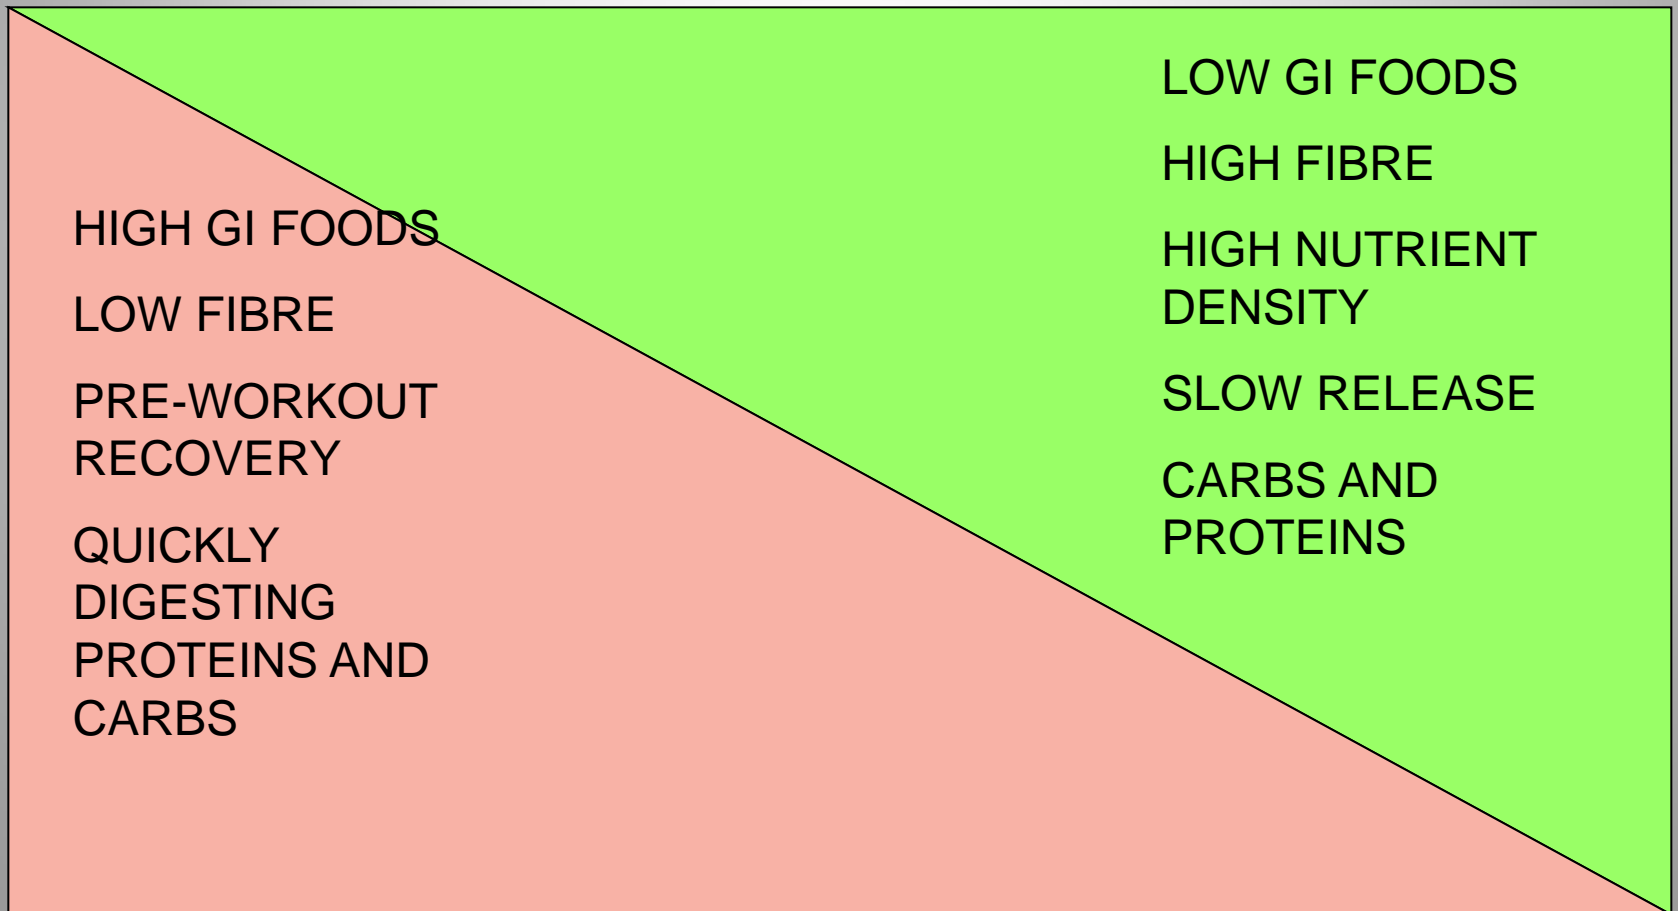 HIGH GI FOODS
LOW FIBRE
PRE-WORKOUT
RECOVERY
QUICKLY
DIGESTING
PROTEINS AND
CARBS
LOW GI FOODS
HIGH FIBRE
HIGH NUTRIENT
DENSITY
SLOW RELEASE
CARBS AND
PROTEINS